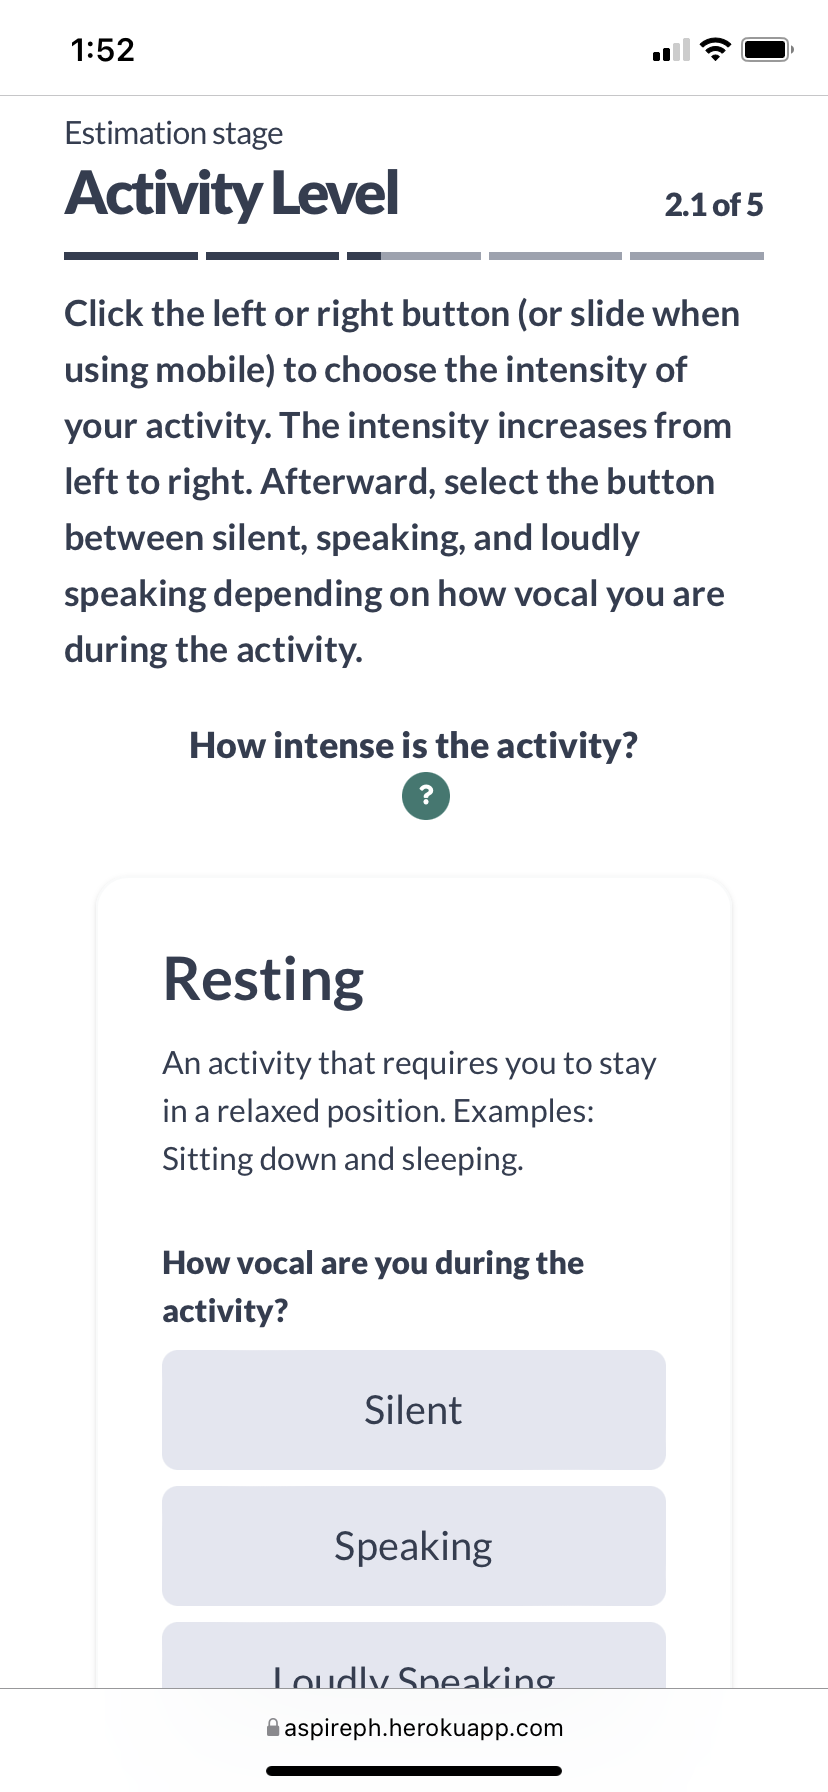 1:52
Estimation stage
Activity Level
2.1 of 5
Click the left or right button (or slide when
using mobile) to choose the intensity of
your activity. The intensity increases from
left to right. Afterward, select the button
between silent, speaking, and loudly
speaking depending on how vocal you are
during the activity.
How intense is the activity?
?
Resting
An activity that requires you to stay
in a relaxed position. Examples:
Sitting down and sleeping.
How vocal are you during the
activity?
Silent
Speaking
Loudly Speaking
aspireph.herokuapp.com